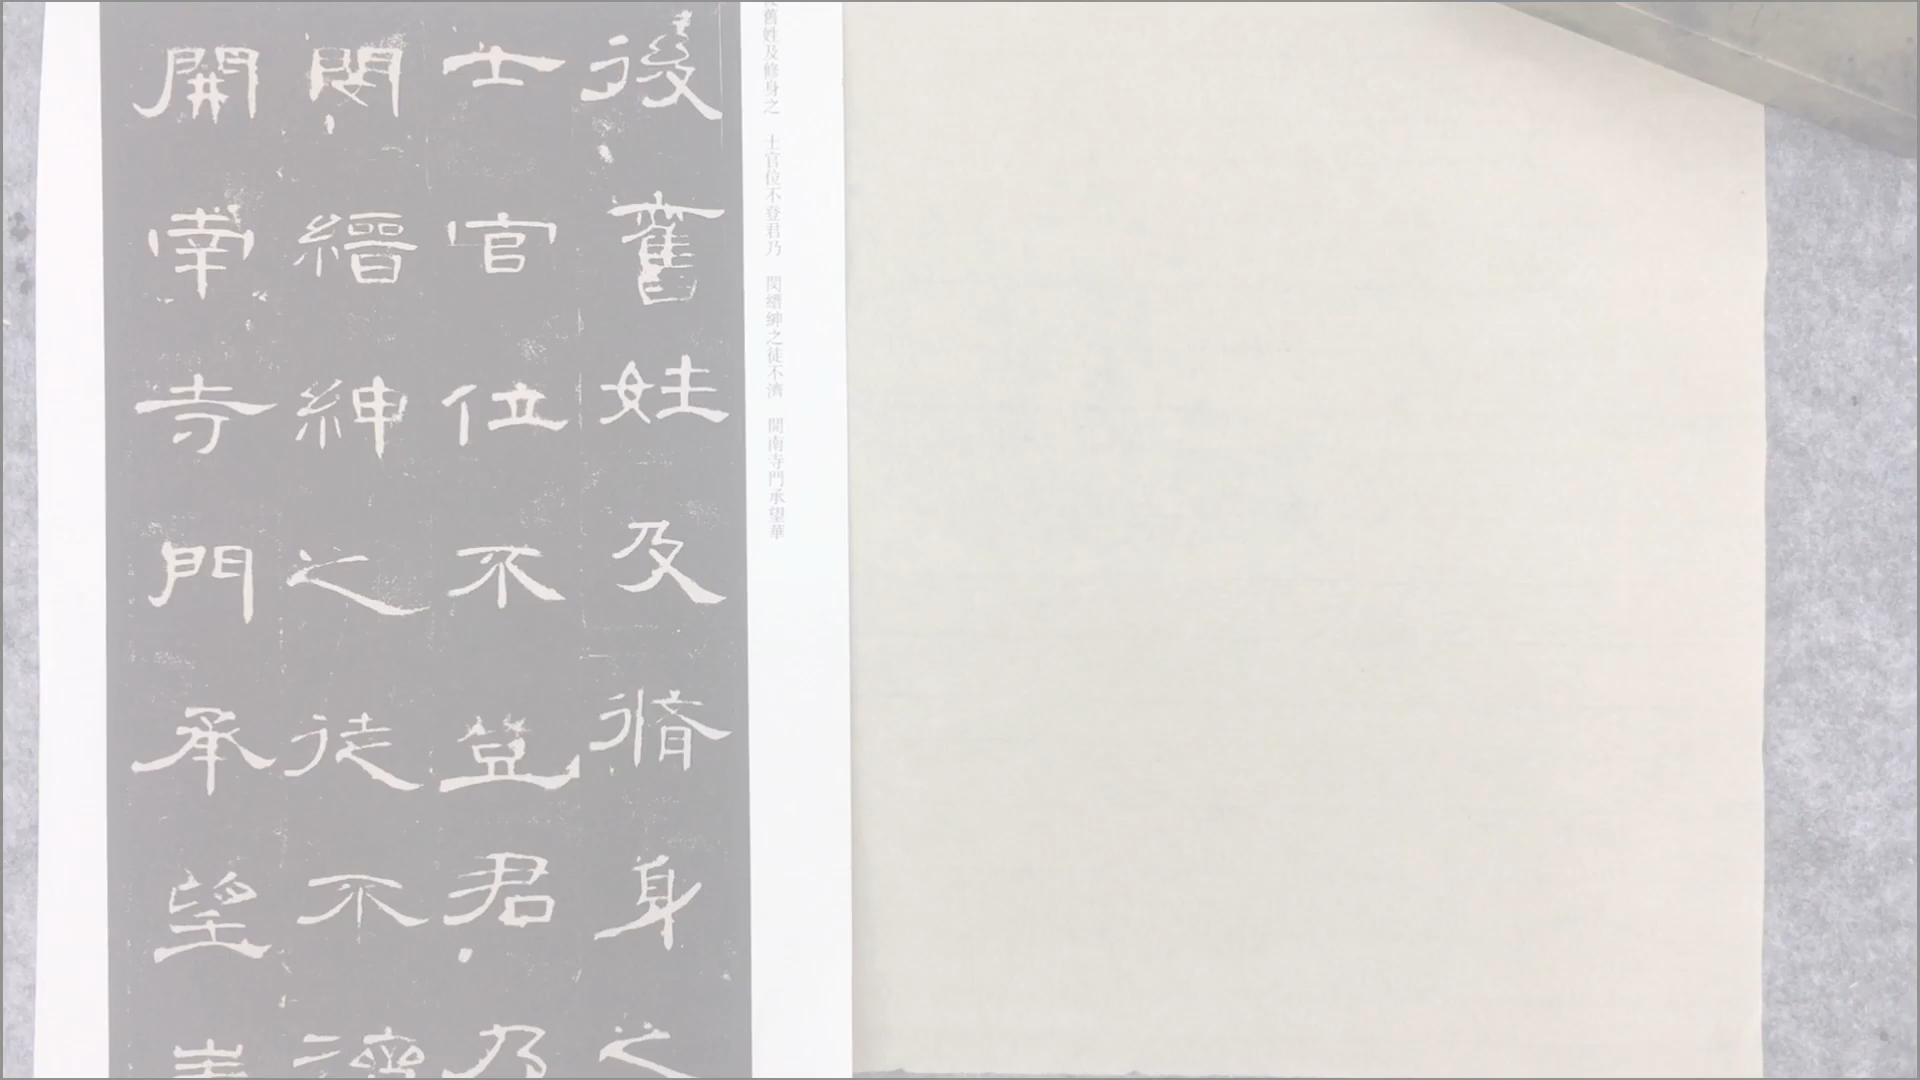 後舊姓及脩身之
士官位不登君乃
閔縉紳之徒不濟
開南寺門承望華
舊姓及修身之　士官位不登君乃　閔縉紳之徒不濟　開南寺門承望華